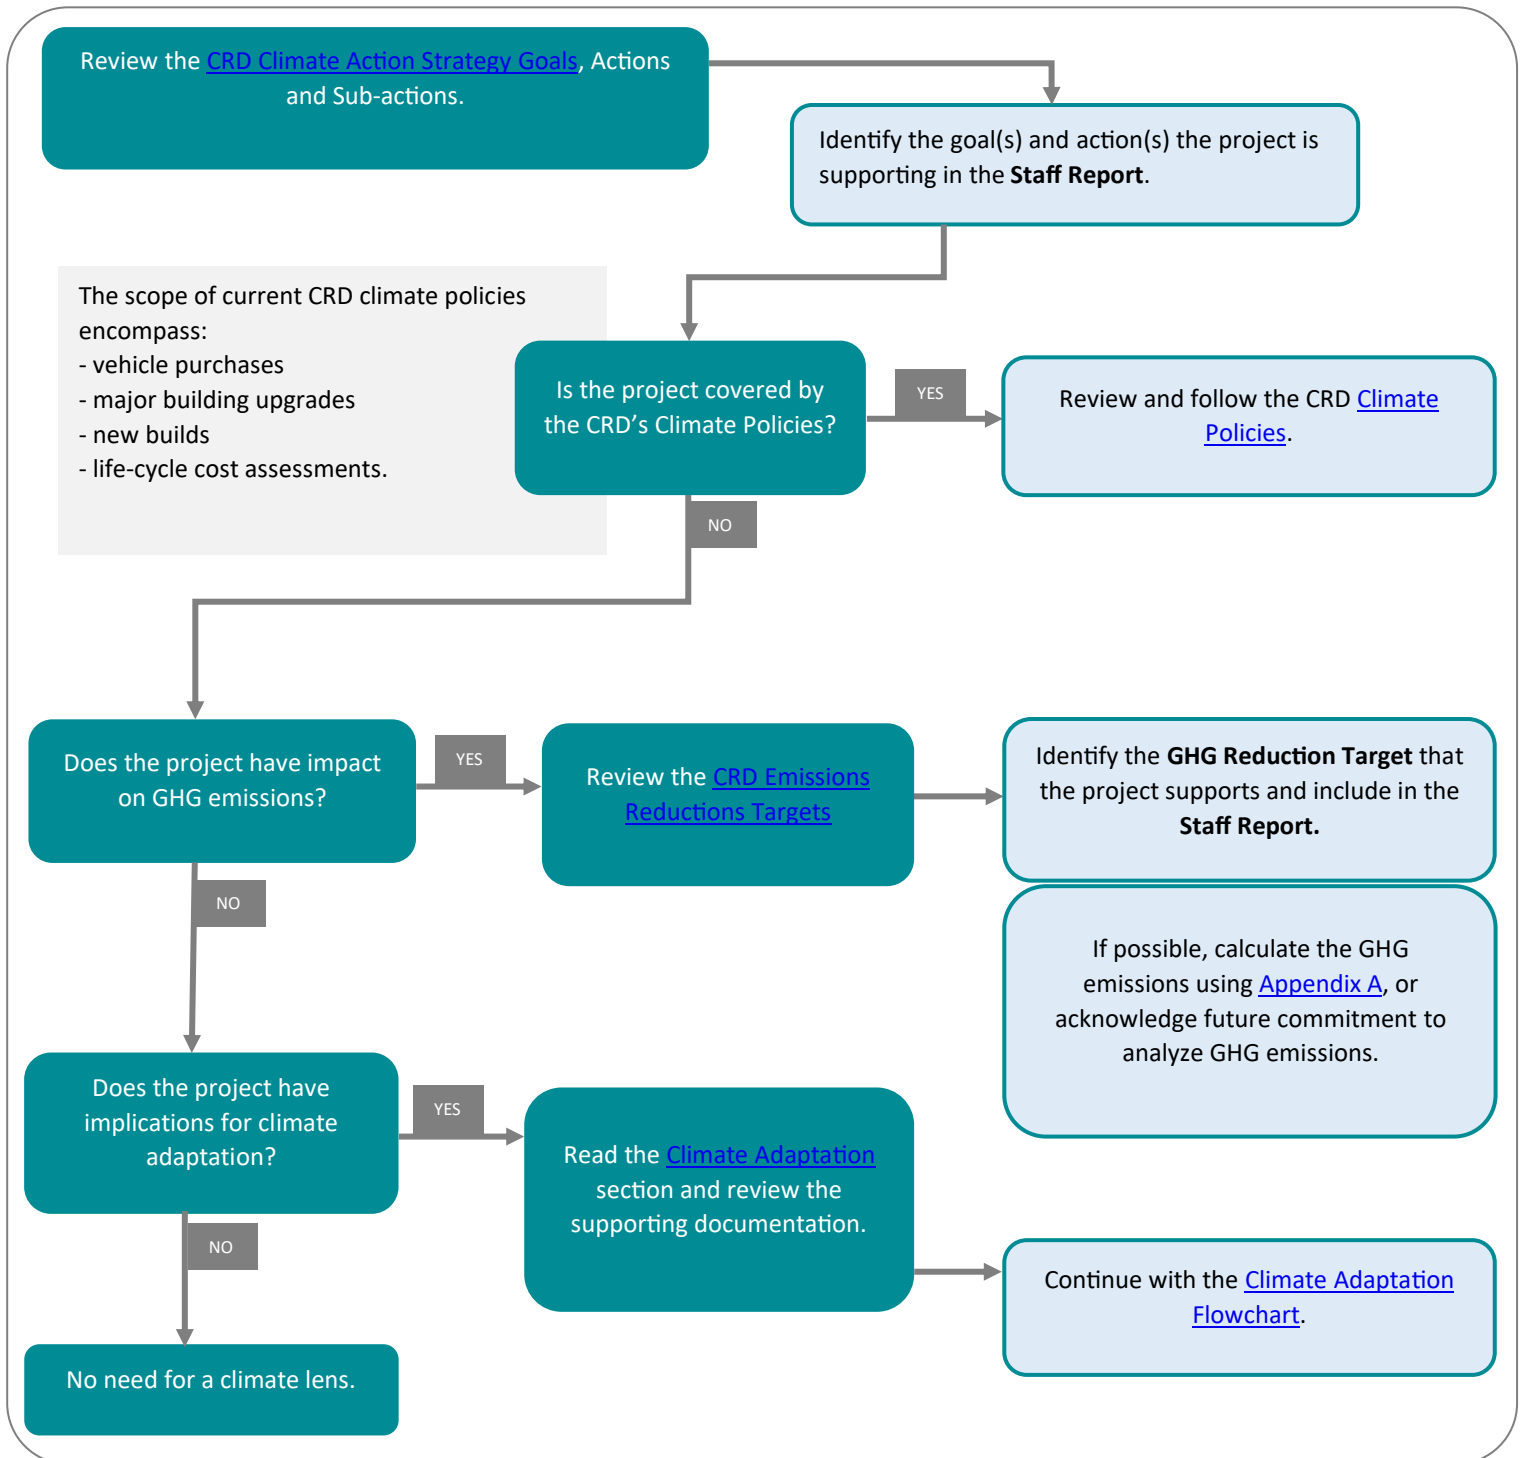 Review the CRD Climate Action Strategy Goals, Actions
and Sub-actions.
Identify the goal(s) and action(s) the project is
supporting in the Staff Report.
The scope of current CRD climate policies
encompass:
- vehicle purchases
- major building upgrades
- new builds
- life-cycle cost assessments.
Is the project covered by
the CRD’s Climate Policies?
YES
Review and follow the CRD Climate
Policies.
NO
Does the project have impact
on GHG emissions?
YES
Review the CRD Emissions
Reductions Targets
Identify the GHG Reduction Target that
the project supports and include in the
Staff Report.
If possible, calculate the GHG
emissions using Appendix A, or
acknowledge future commitment to
analyze GHG emissions.
NO
Does the project have
implications for climate
adaptation?
YES
Read the Climate Adaptation
section and review the
supporting documentation.
Continue with the Climate Adaptation
Flowchart.
NO
No need for a climate lens.